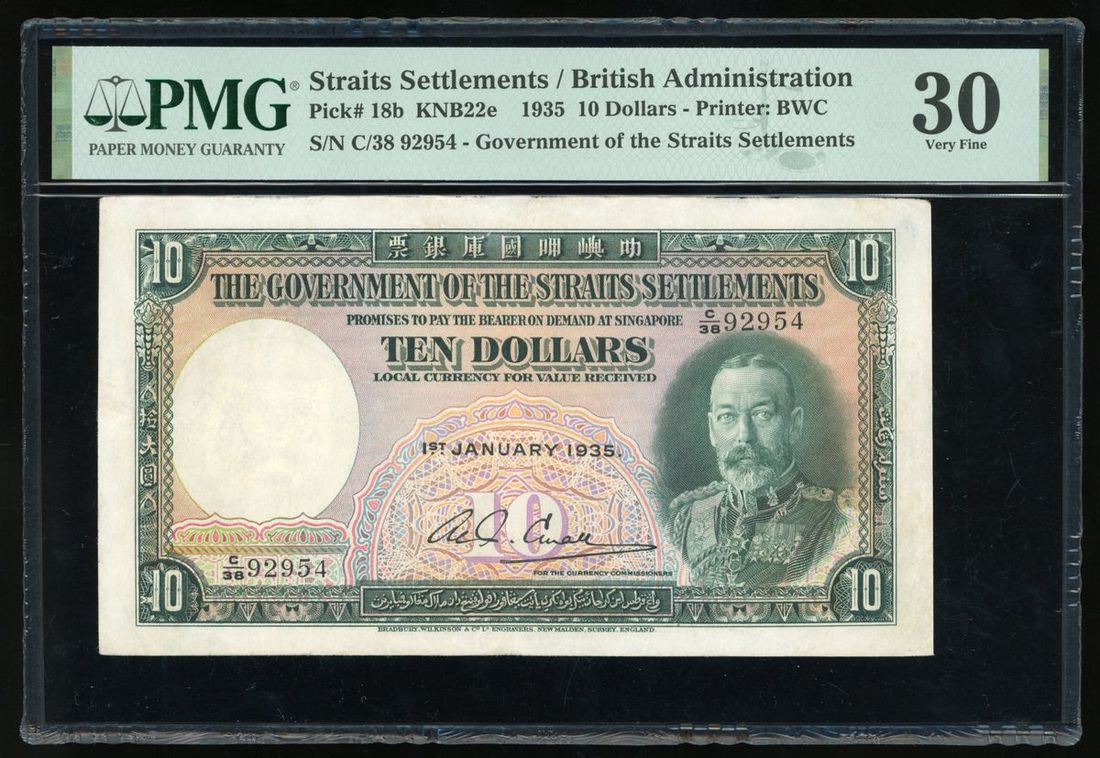 PMG®
PAPER MONEY GUARANTY
Straits Settlements / British Administration
Pick# 18b KNB22e 1935 10 Dollars - Printer: BWC
S/N C/38 92954 - Government of the Straits Settlements
30
Very Fine
10
票銀庫國呷嶼叻
10
THE GOVERNMENT OF THE STRAITS SETTLEMENTS
PROMISES TO PAY THE BEARER ON DEMAND AT SINGAPORE
C/38 92954
TEN DOLLARS
LOCAL CURRENCY FOR VALUE RECEIVED
拾大圓
1ST JANUARY 1935.
10
C/38 92954
FOR THE CURRENCY COMMISSIONERS
10
10
BRADBURY, WILKINSON & Co Ld ENGRAVERS. NEW MALDEN, SURREY, ENGLAND.